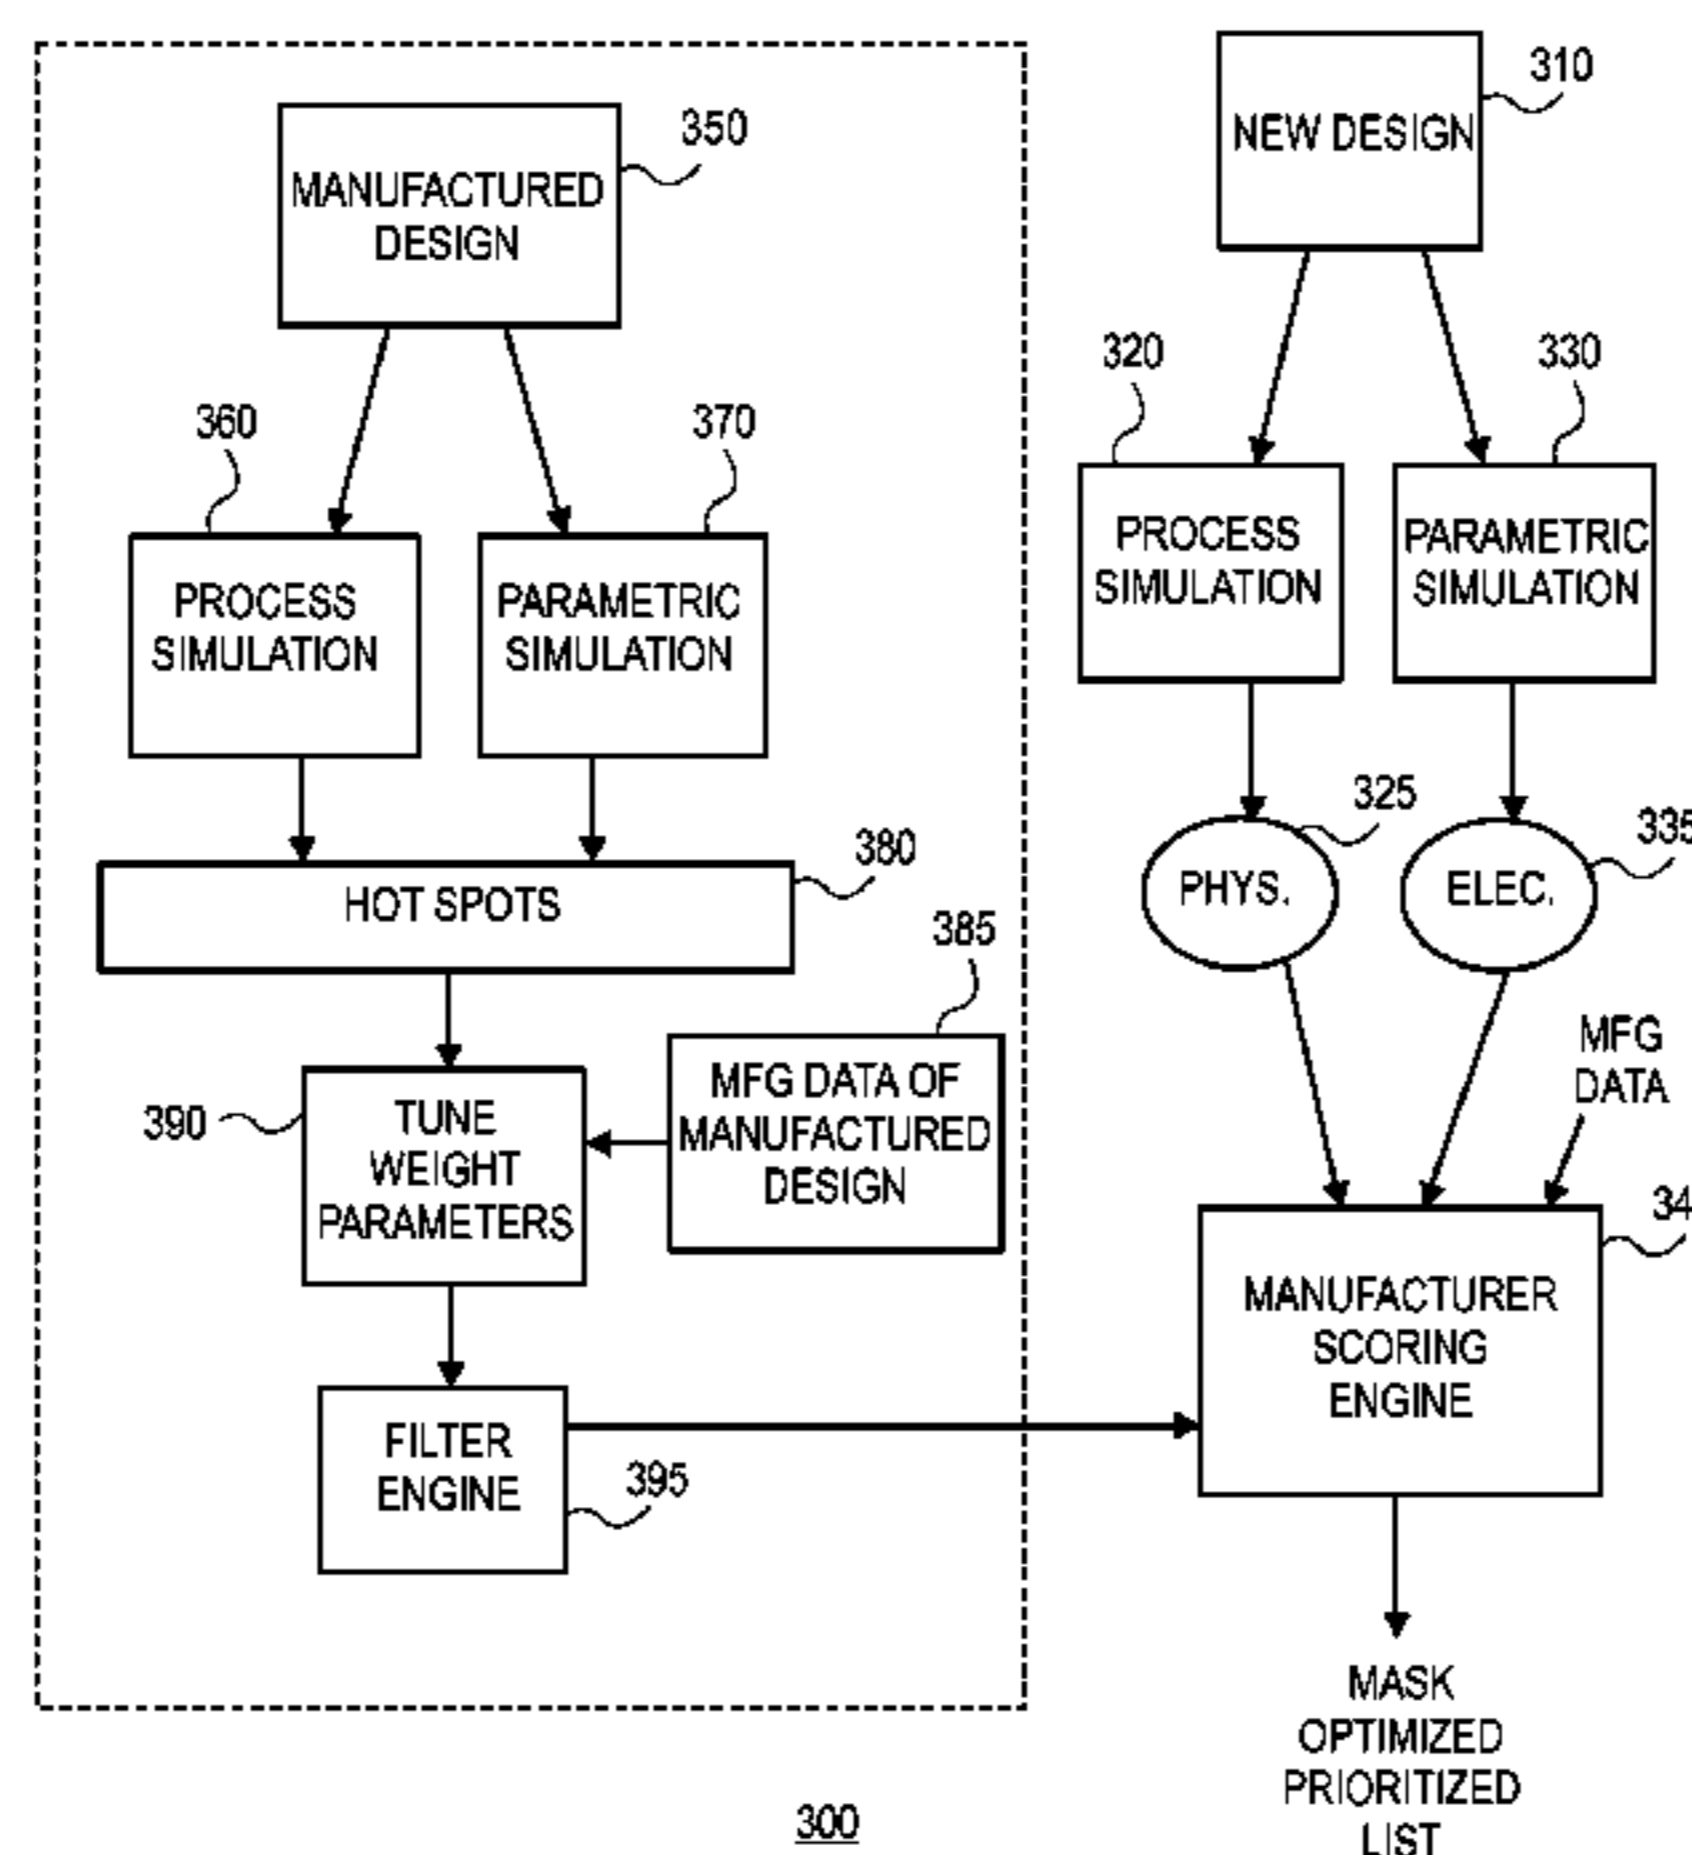 310
NEW DESIGN
350
MANUFACTURED
DESIGN
320
330
360
370
PROCESS
SIMULATION
PARAMETRIC
SIMULATION
PROCESS
SIMULATION
PARAMETRIC
SIMULATION
325
335
PHYS.
ELEC.
380
HOT SPOTS
385
MFG DATA OF
MANUFACTURED
DESIGN
390
TUNE
WEIGHT
PARAMETERS
MFG
DATA
34
MANUFACTURER
SCORING
ENGINE
FILTER
ENGINE
395
MASK
OPTIMIZED
PRIORITIZED
LIST
300